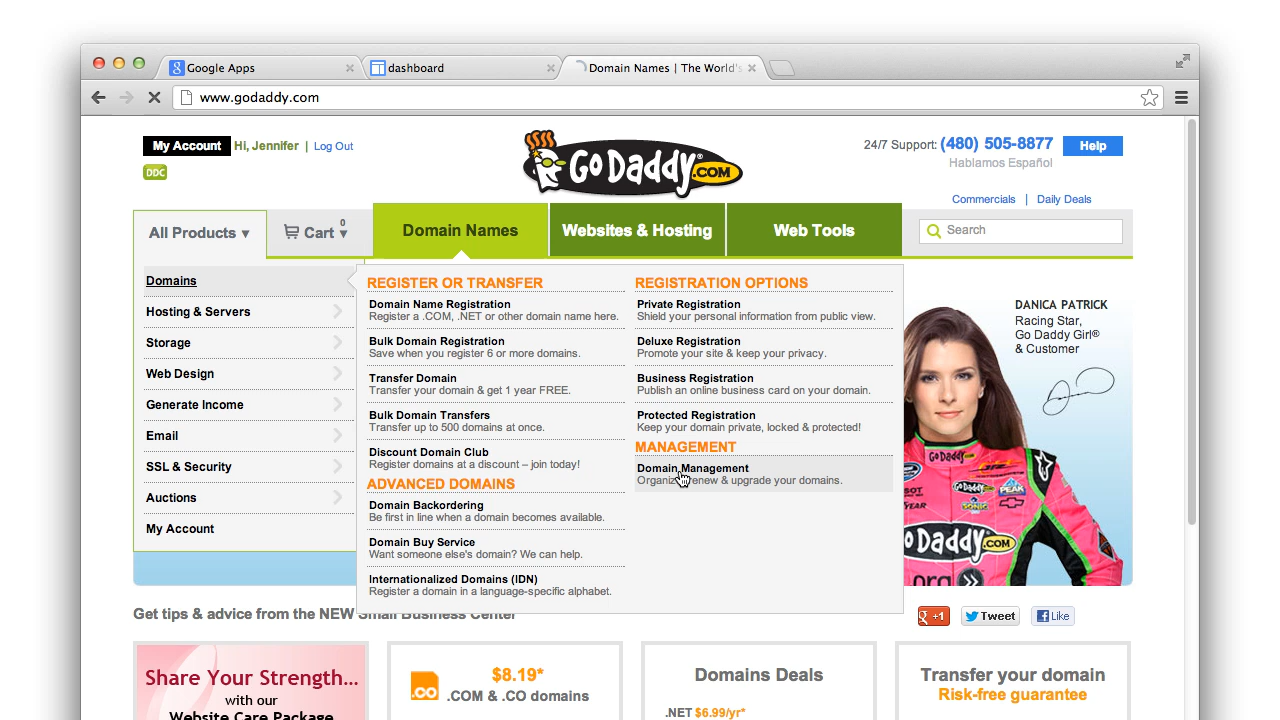 Google Apps
dashboard
Domain Names | The World's
www.godaddy.com
My Account Hi, Jennifer | Log Out
DDC
GoDaddy.COM
24/7 Support: (480) 505-8877 Help
Hablamos Español
Commercials | Daily Deals
All Products ▾
Cart 0 ▾
Domain Names
Websites & Hosting
Web Tools
Search
Domains
Hosting & Servers
Storage
Web Design
Generate Income
Email
SSL & Security
Auctions
My Account
REGISTER OR TRANSFER
Domain Name Registration
Register a .COM, .NET or other domain name here.
Bulk Domain Registration
Save when you register 6 or more domains.
Transfer Domain
Transfer your domain & get 1 year FREE.
Bulk Domain Transfers
Transfer up to 500 domains at once.
Discount Domain Club
Register domains at a discount – join today!
ADVANCED DOMAINS
Domain Backordering
Be first in line when a domain becomes available.
Domain Buy Service
Want someone else's domain? We can help.
Internationalized Domains (IDN)
Register a domain in a language-specific alphabet.
REGISTRATION OPTIONS
Private Registration
Shield your personal information from public view.
Deluxe Registration
Promote your site & keep your privacy.
Business Registration
Publish an online business card on your domain.
Protected Registration
Keep your domain private, locked & protected!
MANAGEMENT
Domain Management
Organize, renew & upgrade your domains.
DANICA PATRICK
Racing Star,
Go Daddy Girl®
& Customer
GoDaddy
PEAK
SONIC
GoDaddy.COM
.org
Get tips & advice from the NEW Small Business Center
+1
Tweet
Like
Share Your Strength...
with our
Website Care Package
.co
$8.19*
.COM & .CO domains
Domains Deals
.NET $6.99/yr*
Transfer your domain
Risk-free guarantee